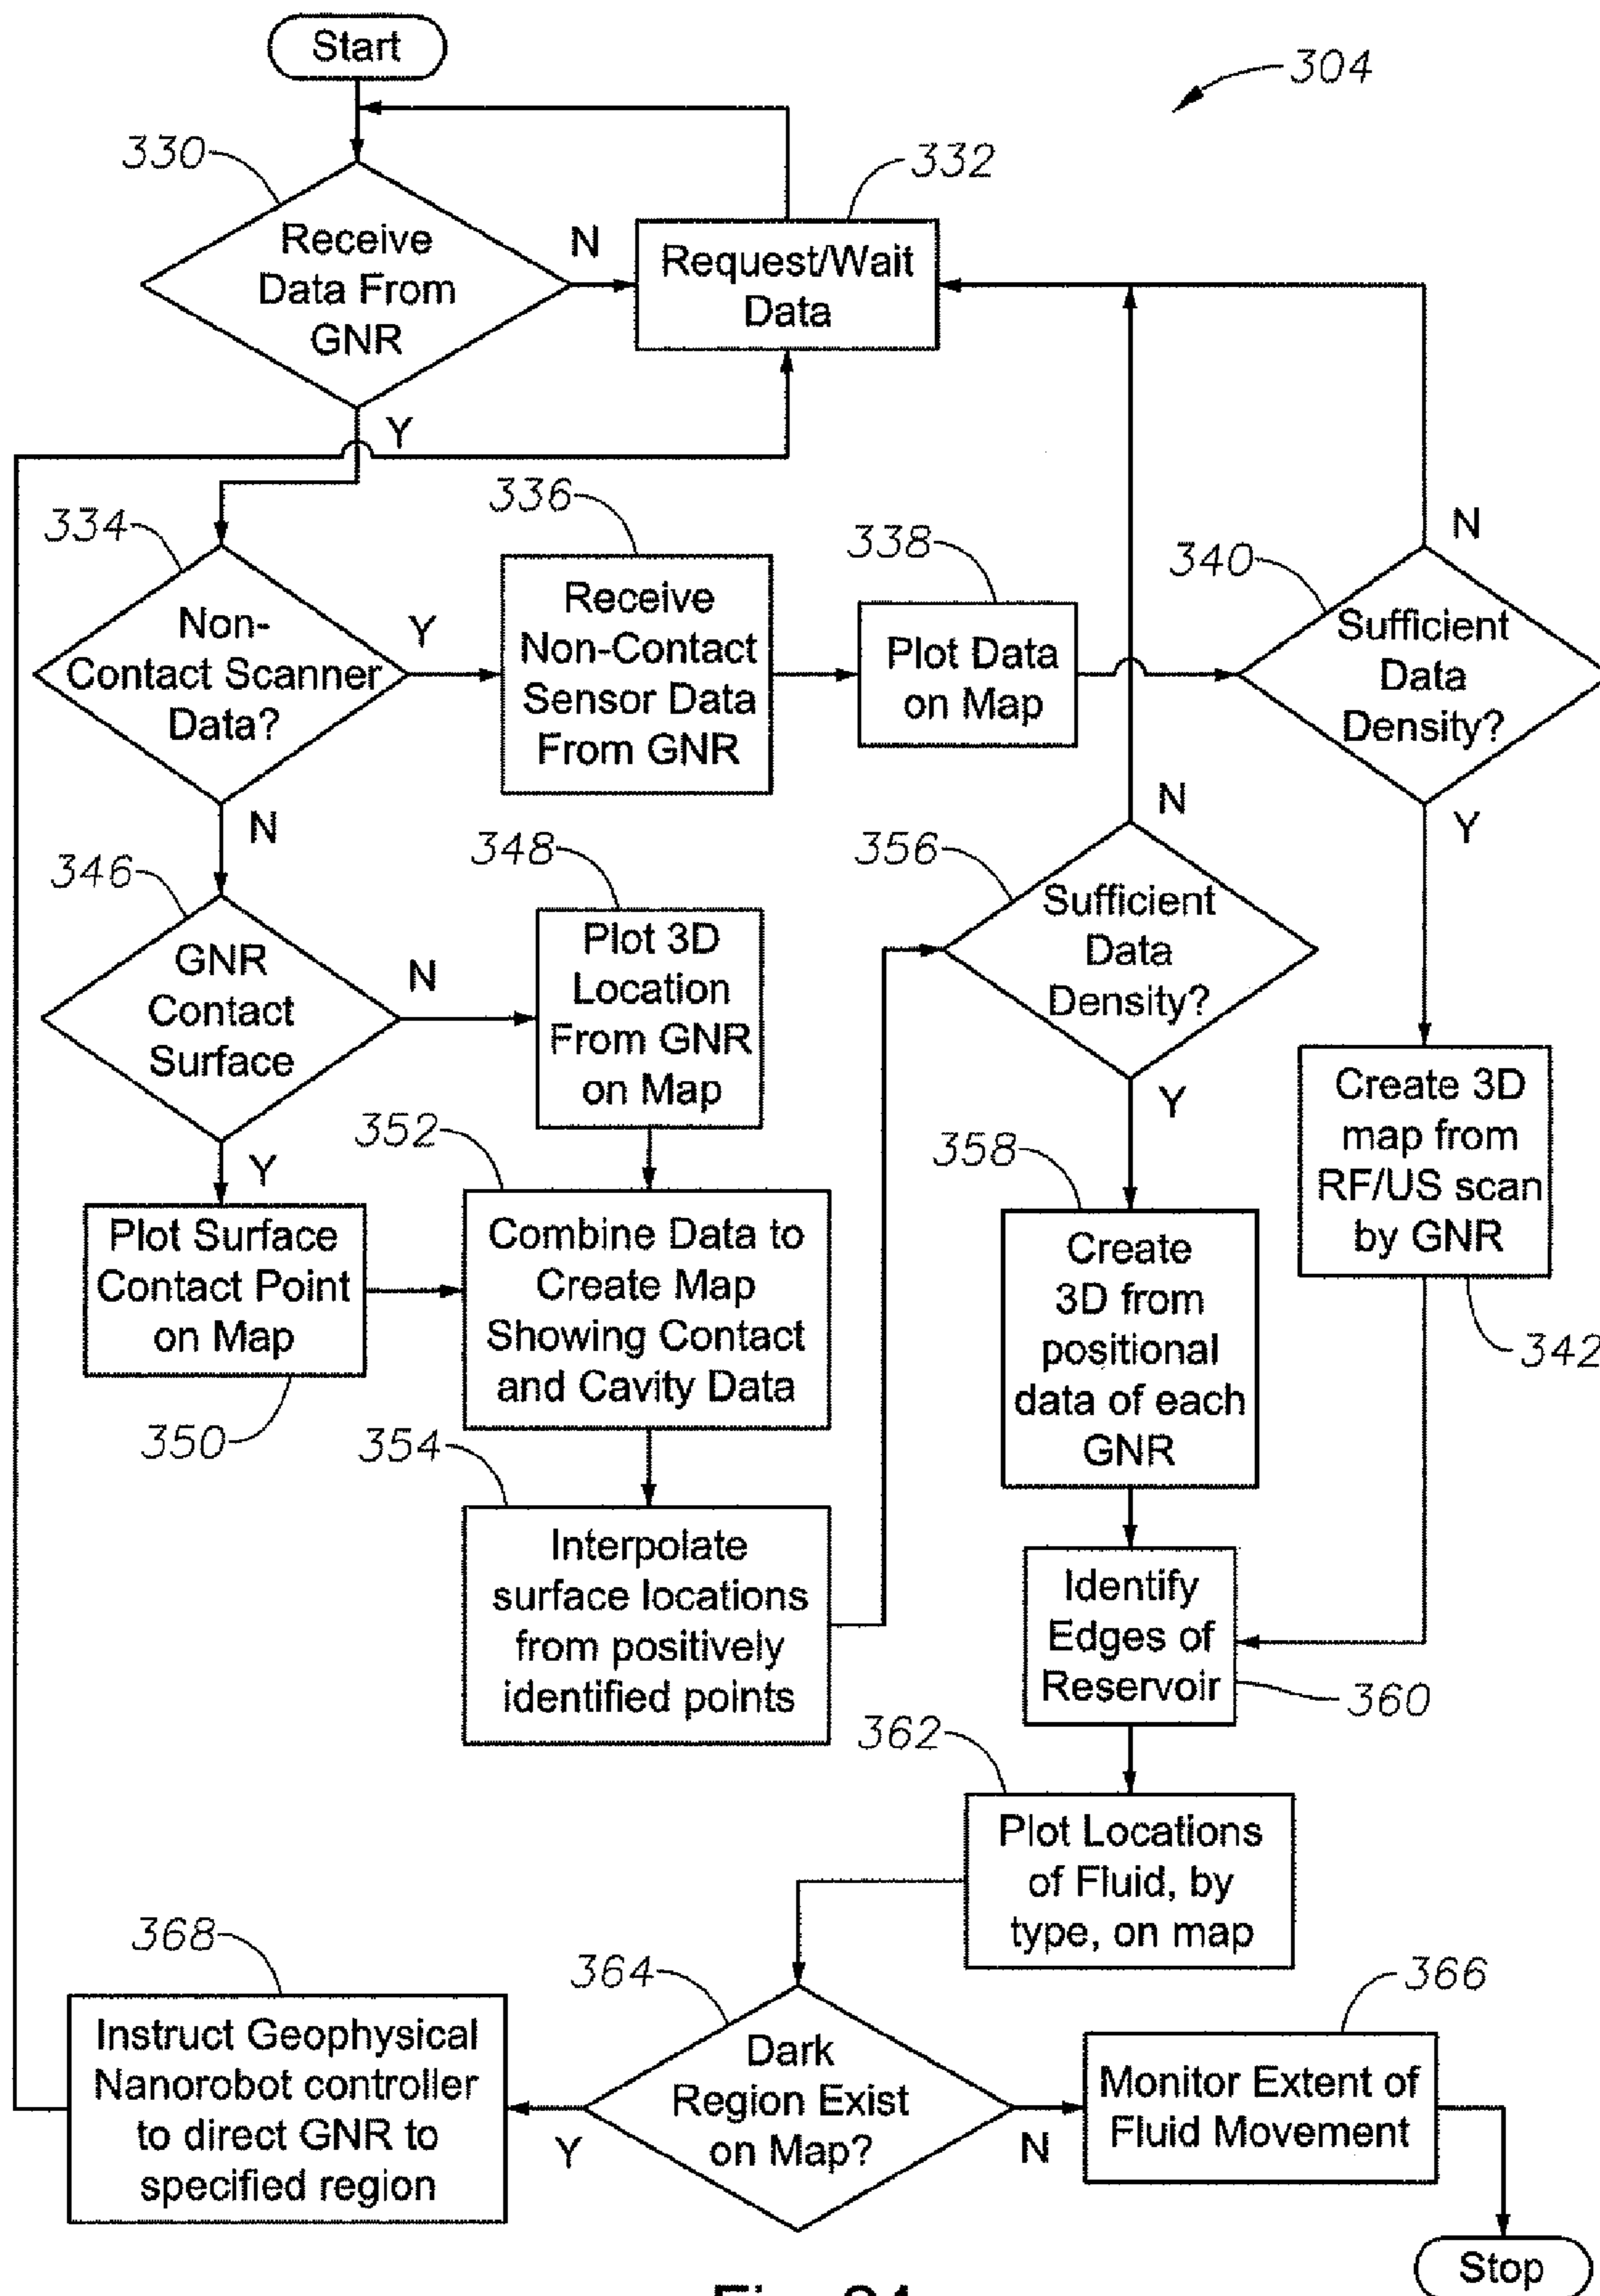 Start
304
330
332
Receive
Data From
GNR
N
Request/Wait
Data
Y
334
336
338
340
N
Non-
Contact Scanner
Data?
Y
Receive
Non-Contact
Sensor Data
From GNR
Plot Data
on Map
Sufficient
Data
Density?
N
Y
N
346
348
356
GNR
Contact
Surface
N
Plot 3D
Location
From GNR
on Map
Sufficient
Data
Density?
Y
Y
352
358
Create 3D
map from
RF/US scan
by GNR
342
Plot Surface
Contact Point
on Map
350
Combine Data to
Create Map
Showing Contact
and Cavity Data
Create
3D from
positional
data of each
GNR
354
Interpolate
surface locations
from positively
identified points
Identify
Edges of
Reservoir
360
362
Plot Locations
of Fluid, by
type, on map
368
364
366
Instruct Geophysical
Nanorobot controller
to direct GNR to
specified region
Y
Dark
Region Exist
on Map?
N
Monitor Extent of
Fluid Movement
Stop